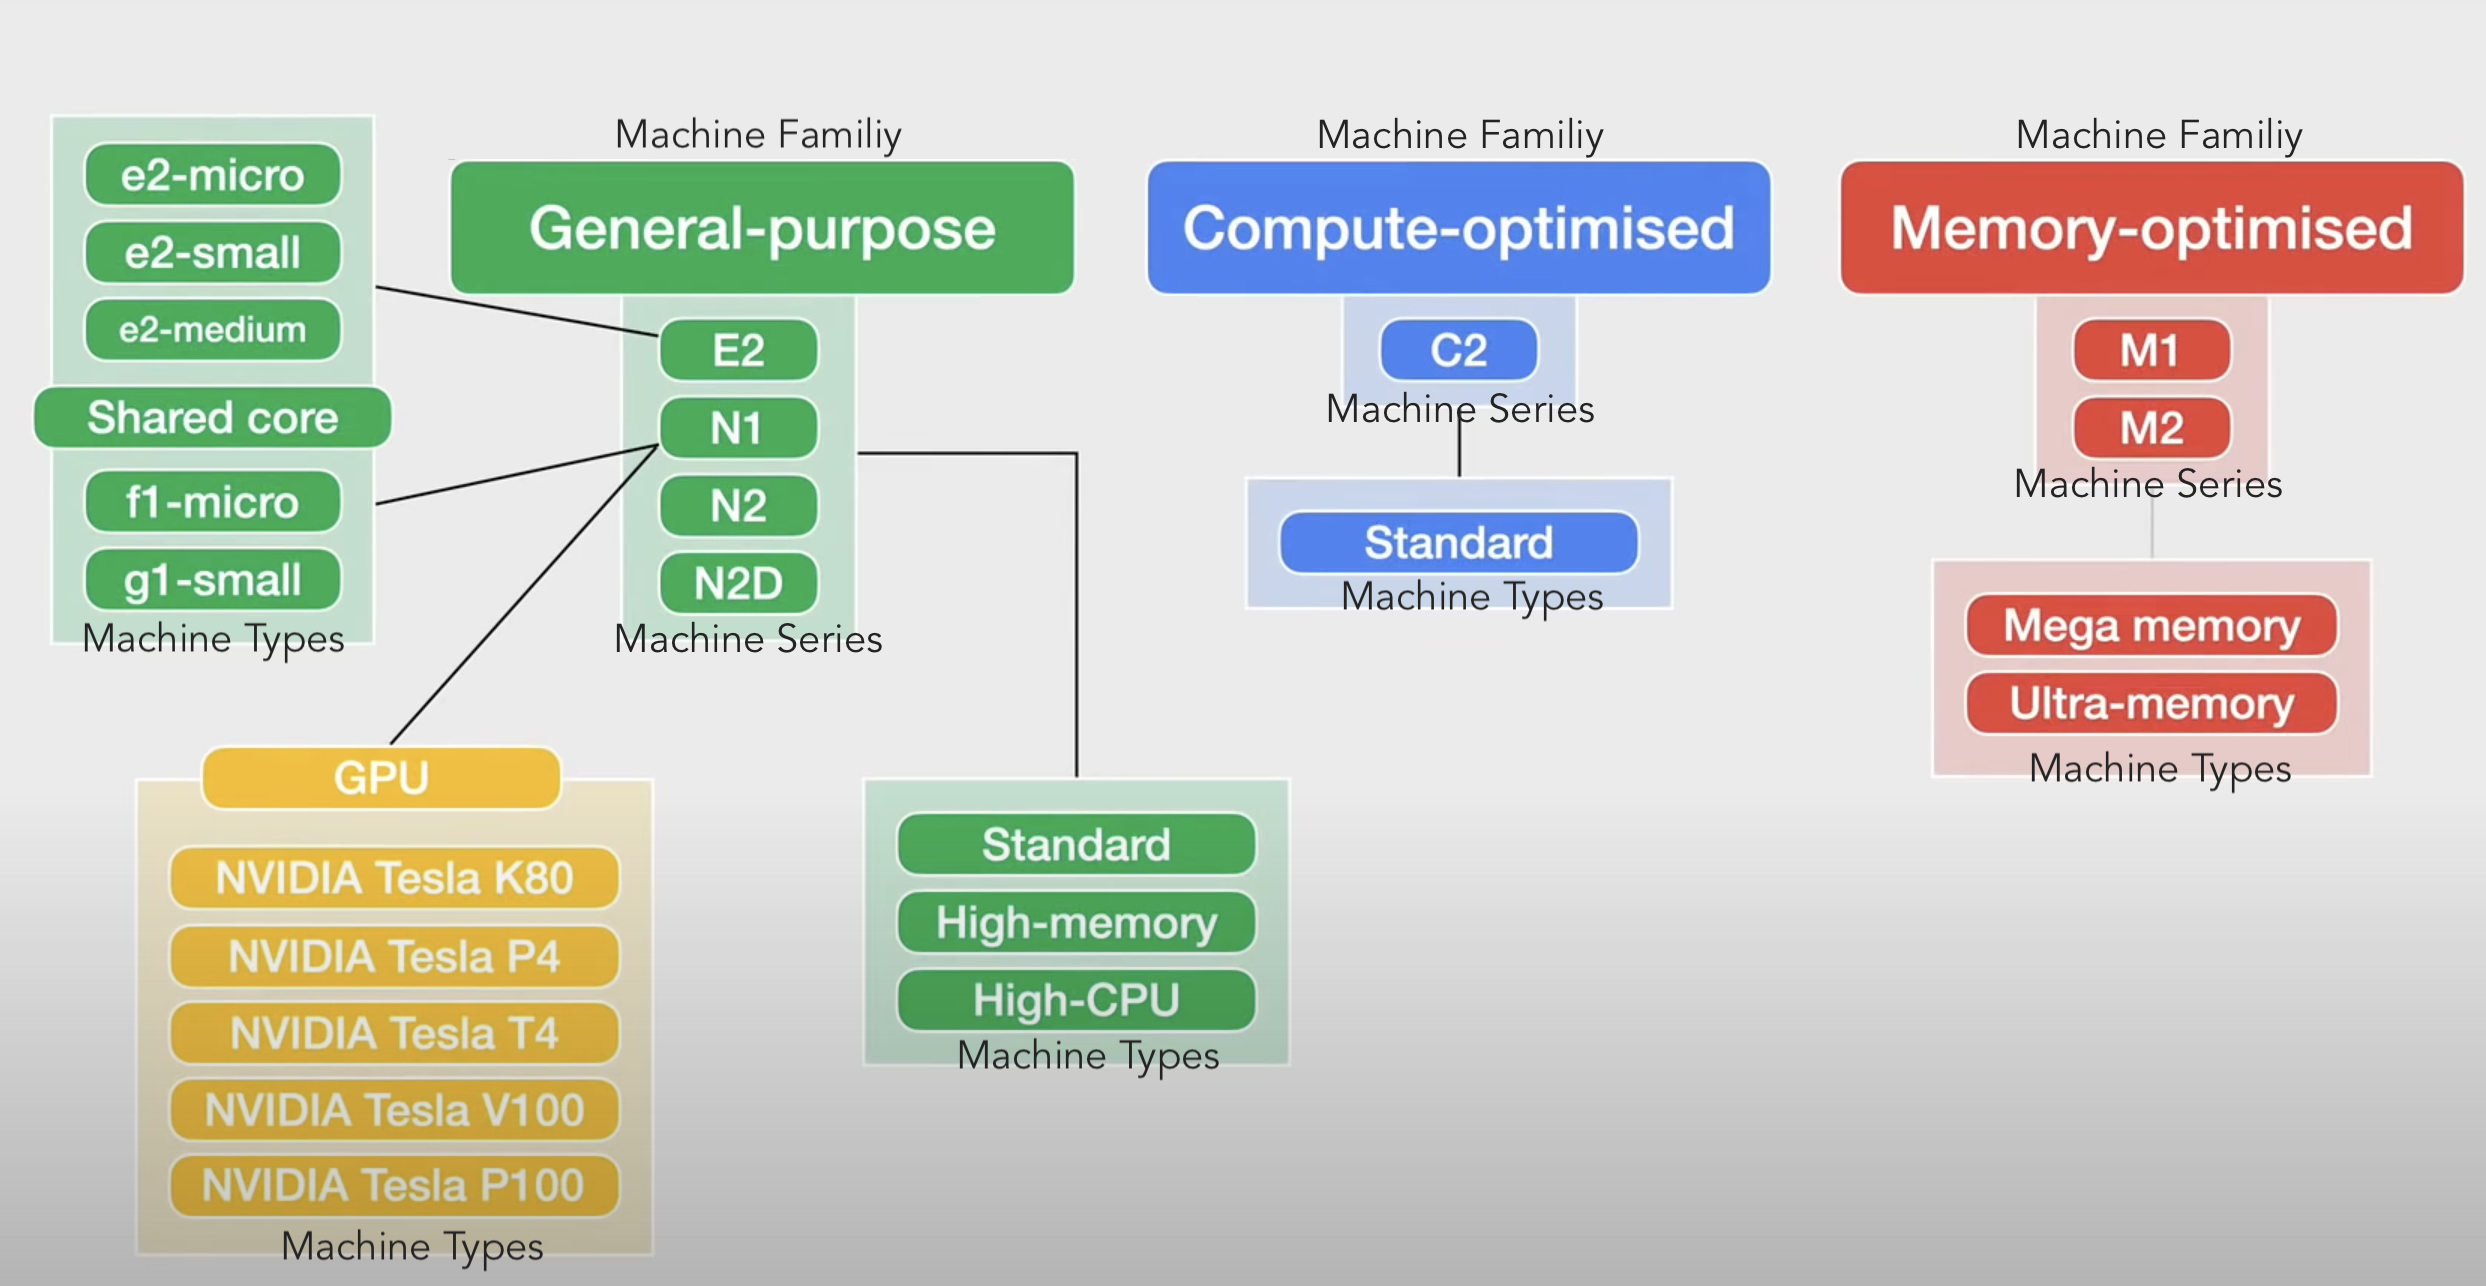 e2-micro
e2-small
e2-medium
Shared core
f1-micro
g1-small
Machine Types
Machine Familiy
General-purpose
E2
N1
N2
N2D
Machine Series
GPU
NVIDIA Tesla K80
NVIDIA Tesla P4
NVIDIA Tesla T4
NVIDIA Tesla V100
NVIDIA Tesla P100
Machine Types
Standard
High-memory
High-CPU
Machine Types
Machine Familiy
Compute-optimised
C2
Machine Series
Standard
Machine Types
Machine Familiy
Memory-optimised
M1
M2
Machine Series
Mega memory
Ultra-memory
Machine Types